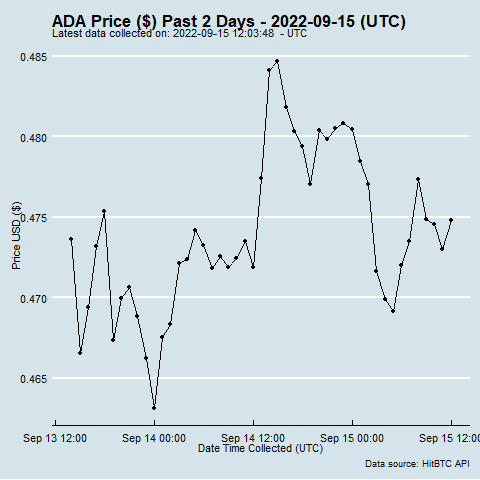 ADA Price ($) Past 2 Days - 2022-09-15 (UTC)
Latest data collected on: 2022-09-15 12:03:48  - UTC
0.485
0.480
0.475
0.470
0.465
Price USD ($)
Sep 13 12:00
Sep 14 00:00
Sep 14 12:00
Sep 15 00:00
Sep 15 12:00
Date Time Collected (UTC)
Data source: HitBTC API